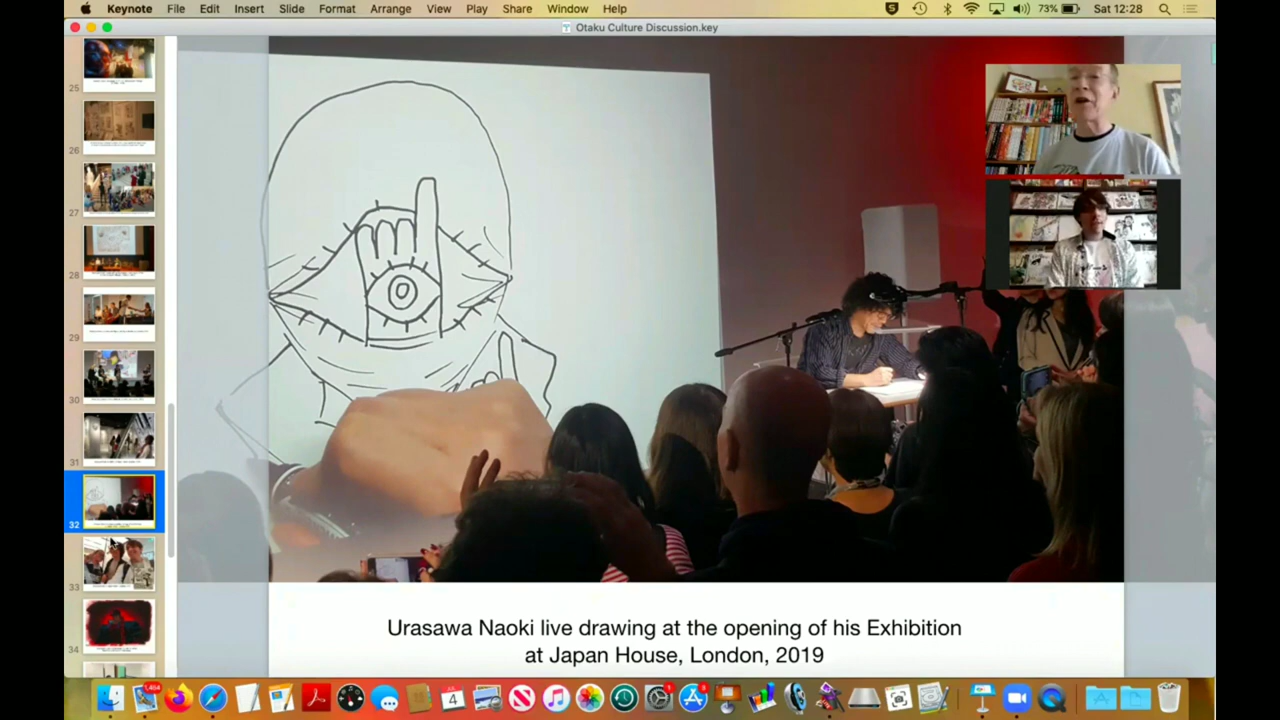 Keynote File Edit Insert Slide Format Arrange View Play Share Window Help
73% Sat 12:28
Otaku Culture Discussion.key
25
26
27
28
29
30
31
32
33
34
Urasawa Naoki live drawing at the opening of his Exhibition
at Japan House, London, 2019
4